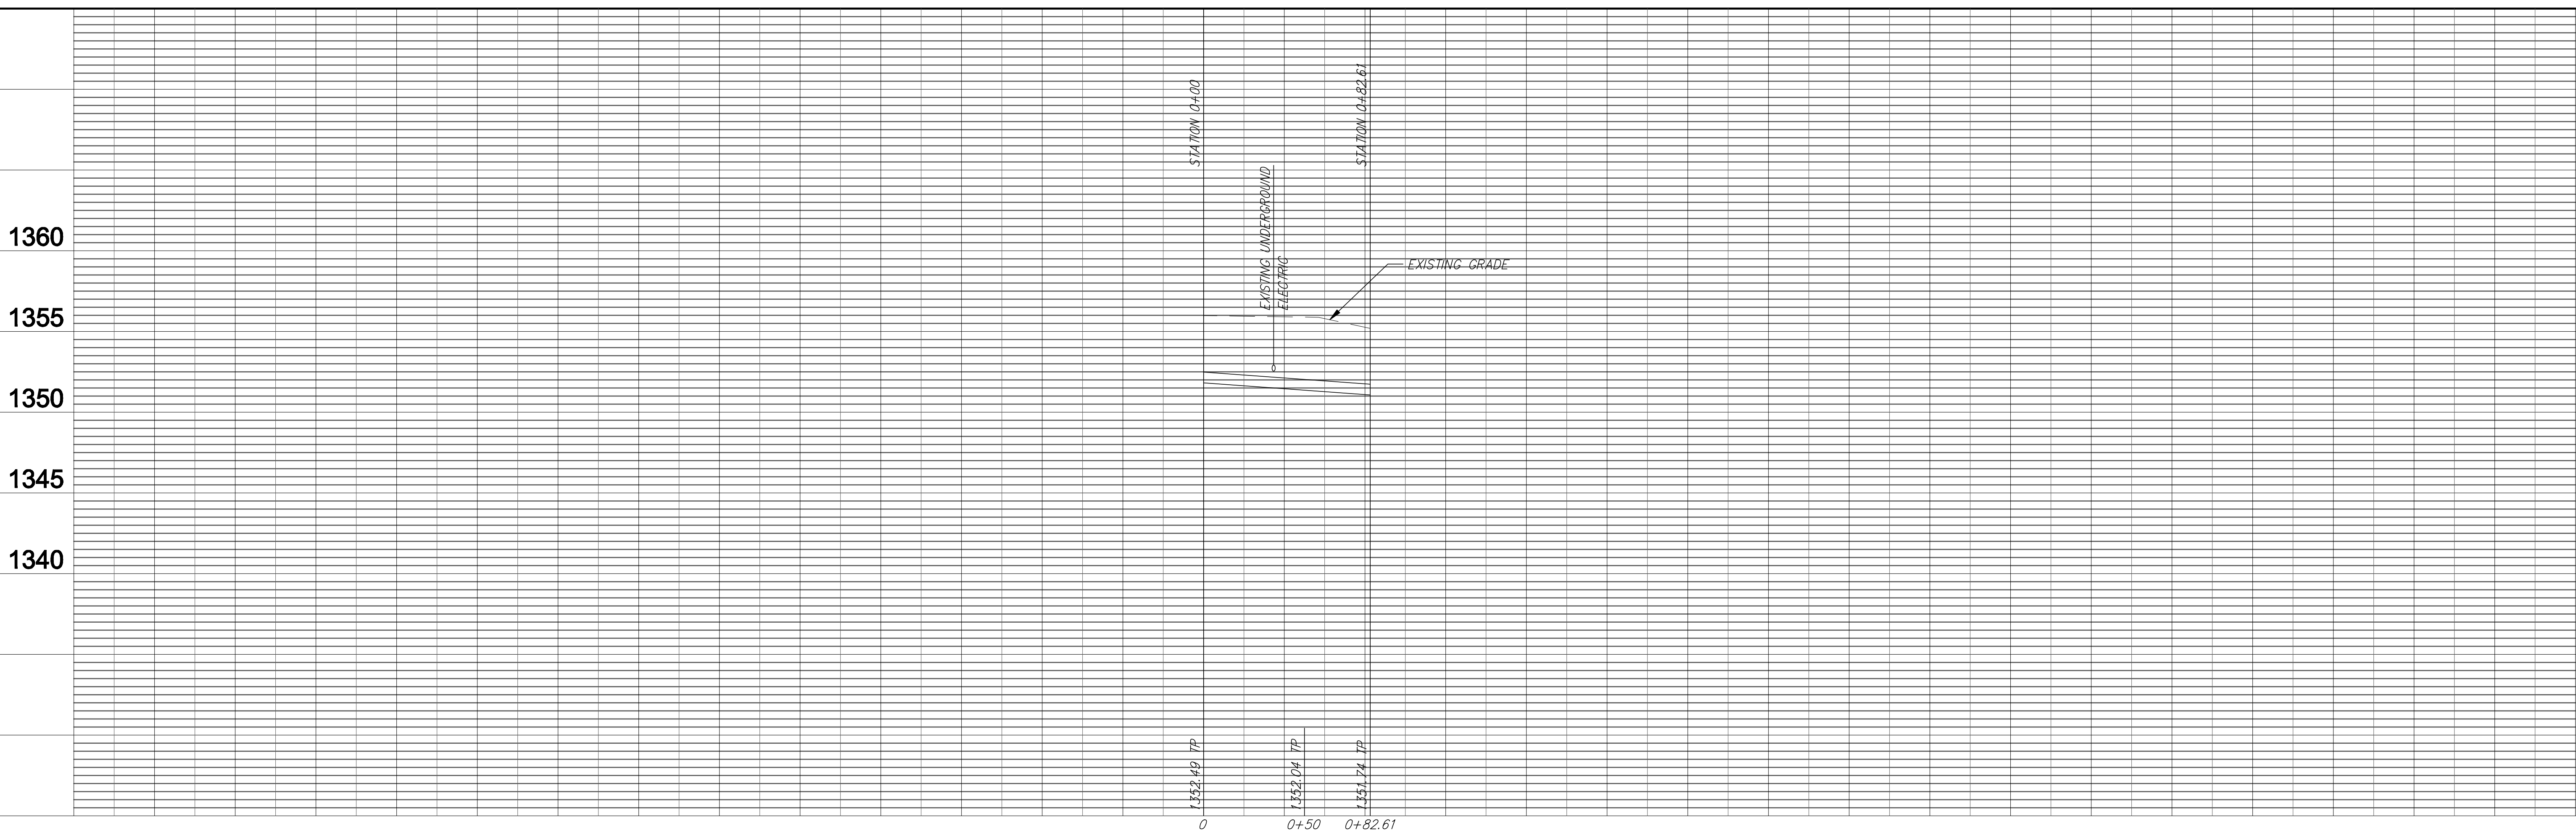 STATION 0+00
STATION 0+82.61
EXISTING UNDERGROUND
ELECTRIC
1360
EXISTING GRADE
1355
1350
1345
1340
1352.49 TP
1352.04 TP
1351.74 TP
0
0+50
0+82.61